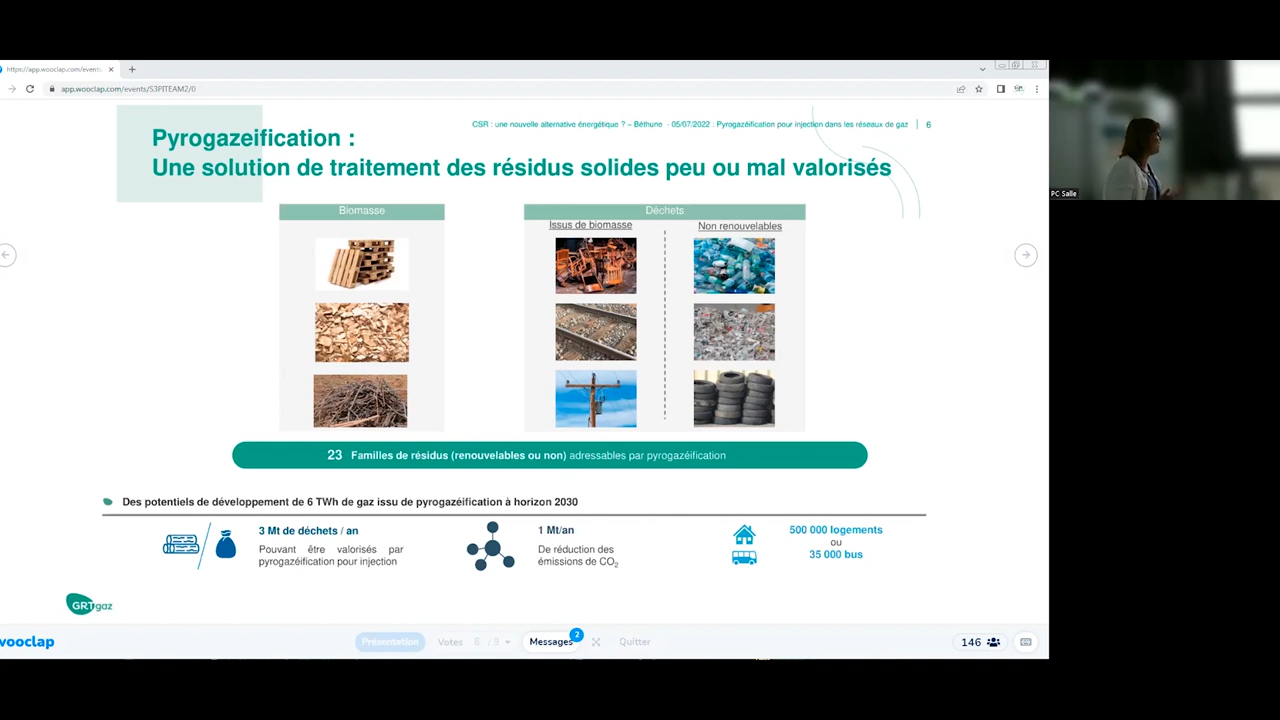 https://app.wooclap.com/events
app.wooclap.com/events/S3PITEAM2/0
CSR : une nouvelle alternative énergétique ? – Béthune - 05/07/2022 : Pyrogazéification pour injection dans les réseaux de gaz | 6
Pyrogazeification :
Une solution de traitement des résidus solides peu ou mal valorisés
Biomasse
Déchets
Issus de biomasse
Non renouvelables
23 Familles de résidus (renouvelables ou non) adressables par pyrogazéification
Des potentiels de développement de 6 TWh de gaz issu de pyrogazéification à horizon 2030
3 Mt de déchets / an
Pouvant être valorisés par
pyrogazéification pour injection
1 Mt/an
De réduction des
émissions de CO2
500 000 logements
ou
35 000 bus
GRTgaz
wooclap
Présentation
Votes 6 / 9
Messages
2
Quitter
146
PC Salle